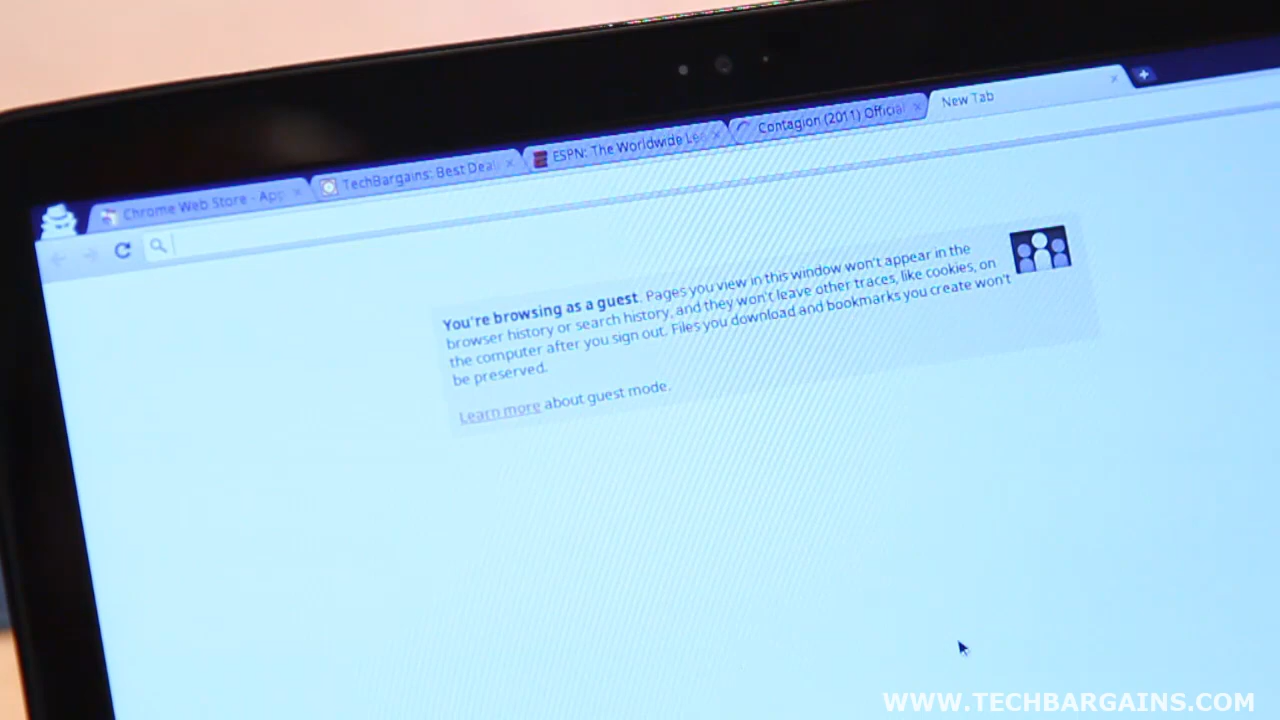 Chrome Web Store - App
TechBargains: Best Deal
ESPN: The Worldwide Lea
Contagion (2011) Official
New Tab
You're browsing as a guest. Pages you view in this window won't appear in the
browser history or search history, and they won't leave other traces, like cookies, on
the computer after you sign out. Files you download and bookmarks you create won't
be preserved.
Learn more about guest mode.
WWW.TECHBARGAINS.COM